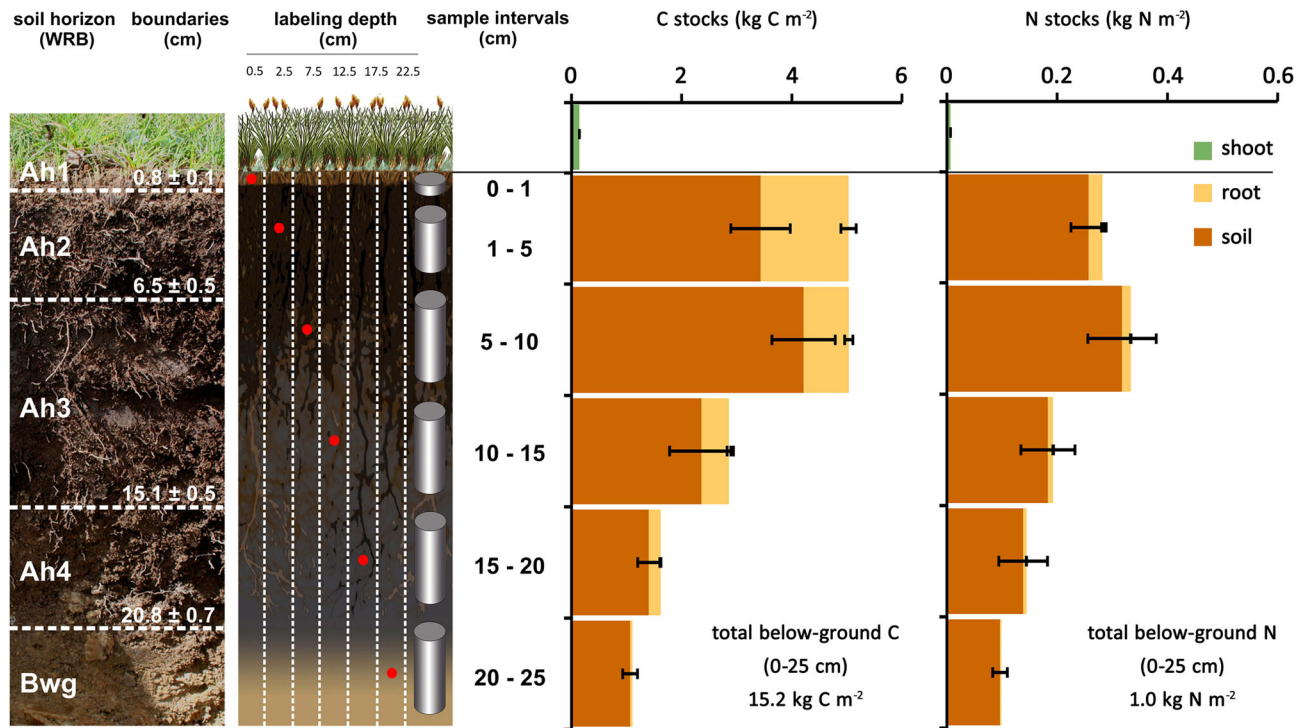 soil horizon
(WRB)
boundaries
(cm)
labeling depth
(cm)
0.5 2.5 7.5 12.5 17.5 22.5
sample intervals
(cm)
C stocks (kg C m⁻²)
0 2 4 6
N stocks (kg N m⁻²)
0 0.2 0.4 0.6
shoot
root
soil
Ah1 0.8 ± 0.1
Ah2
6.5 ± 0.5
Ah3
15.1 ± 0.5
Ah4
20.8 ± 0.7
Bwg
0 - 1
1 - 5
5 - 10
10 - 15
15 - 20
20 - 25
total below-ground C
(0-25 cm)
15.2 kg C m⁻²
total below-ground N
(0-25 cm)
1.0 kg N m⁻²